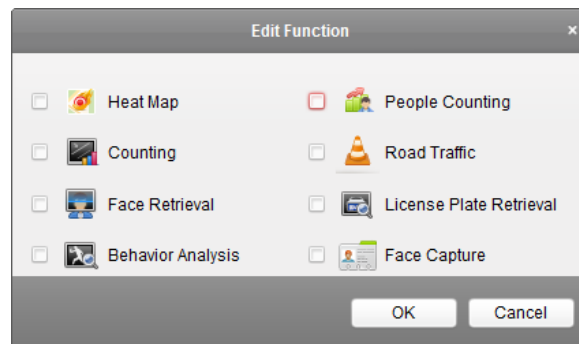 Edit Function
×
Heat Map
People Counting
Counting
Road Traffic
Face Retrieval
License Plate Retrieval
Behavior Analysis
Face Capture
OK
Cancel